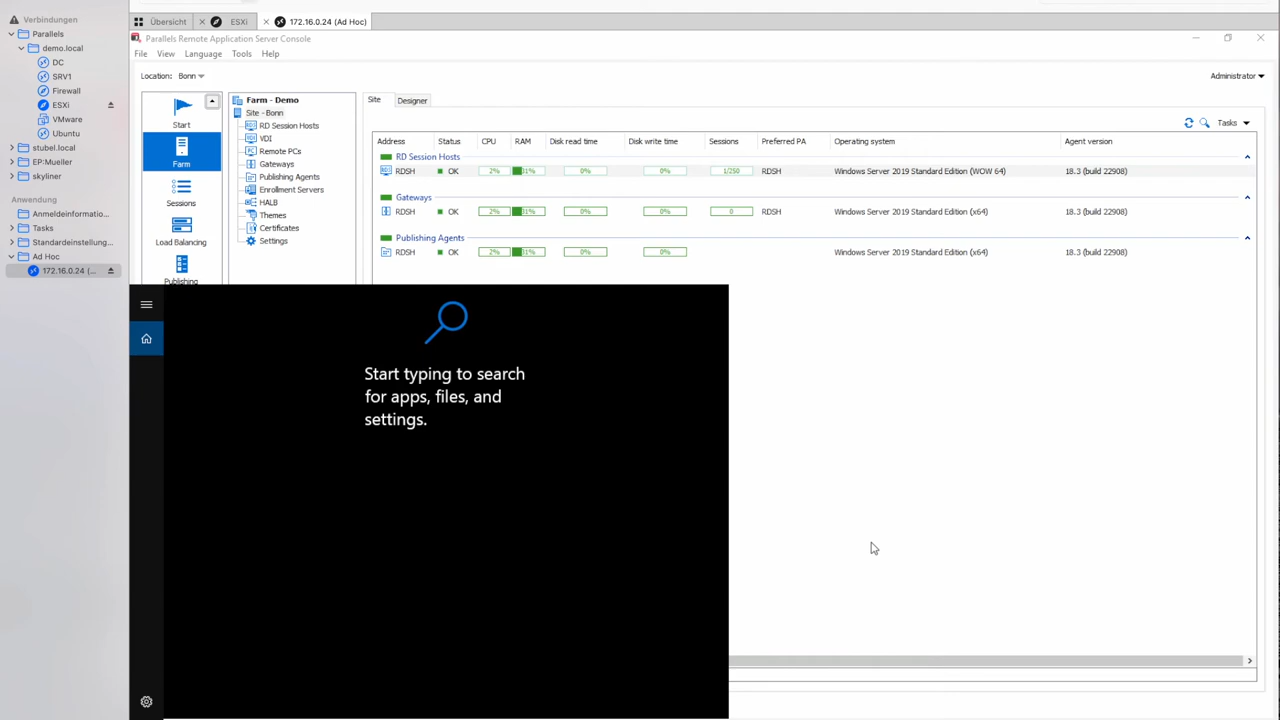 Verbindungen
Parallels
demo.local
DC
SRV1
Firewall
ESXi
VMware
Ubuntu
stubel.local
EP:Mueller
skyliner
Anwendung
Anmeldeinformatio...
Tasks
Standardeinstellung...
Ad Hoc
172.16.0.24 (...
Übersicht
ESXi
172.16.0.24 (Ad Hoc)
Parallels Remote Application Server Console
File View Language Tools Help
Location: Bonn
Administrator
Start
Farm
Sessions
Load Balancing
Publishing
Farm - Demo
Site - Bonn
RD Session Hosts
VDI
Remote PCs
Gateways
Publishing Agents
Enrollment Servers
HALB
Themes
Certificates
Settings
Site Designer
Tasks
Address Status CPU RAM Disk read time Disk write time Sessions Preferred PA Operating system Agent version
RD Session Hosts
RDSH OK 2% 31% 0% 0% 1/250 RDSH Windows Server 2019 Standard Edition (WOW 64) 18.3 (build 22908)
Gateways
RDSH OK 2% 31% 0% 0% 0 RDSH Windows Server 2019 Standard Edition (x64) 18.3 (build 22908)
Publishing Agents
RDSH OK 2% 31% 0% 0% Windows Server 2019 Standard Edition (x64) 18.3 (build 22908)
Start typing to search
for apps, files, and
settings.